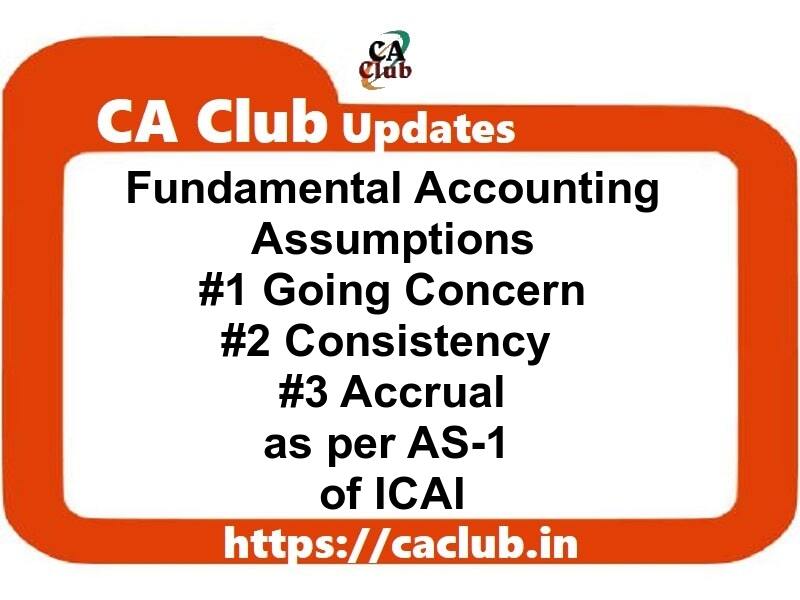 CA
Club
CA Club Updates
Fundamental Accounting
Assumptions
#1 Going Concern
#2 Consistency
#3 Accrual
as per AS-1
of ICAI
https://caclub.in